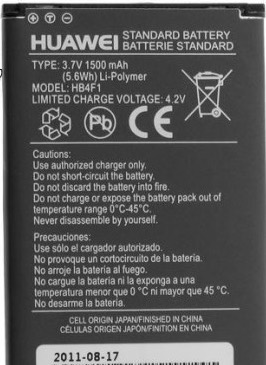 HUAWEI STANDARD BATTERY
BATTERIE STANDARD
TYPE: 3.7V 1500 mAh
(5.6Wh) Li-Polymer
MODEL: HB4F1
LIMITED CHARGE VOLTAGE: 4.2V
Pb CE
Cautions:
Use authorized charger only.
Do not short-circuit the battery.
Do not discard the battery into fire.
Do not charge or expose the battery pack out of
temperature range 0°C-45°C.
Never disassemble by yourself.
Precauciones:
Use sólo el cargador autorizado.
No provoque un cortocircuito de la batería.
No arroje la batería al fuego.
No cargue la batería ni la exponga a una
temperatura menor que 0 °C ni mayor que 45 °C.
No desarme la batería.
CELL ORIGIN JAPAN/FINISHED IN CHINA
CÉLULAS ORIGEN JAPÓN/FINITION EN CHINA
2011-08-17